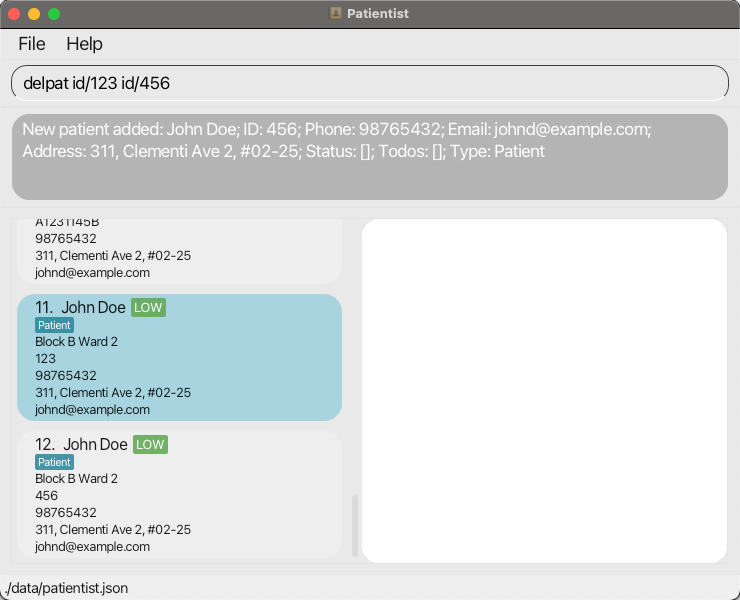 Patientist
File Help
delpat id/123 id/456
New patient added: John Doe; ID: 456; Phone: 98765432; Email: johnd@example.com;
Address: 311, Clementi Ave 2, #02-25; Status: []; Todos: []; Type: Patient
A1231145B
98765432
311, Clementi Ave 2, #02-25
johnd@example.com
11. John Doe LOW
Patient
Block B Ward 2
123
98765432
311, Clementi Ave 2, #02-25
johnd@example.com
12. John Doe LOW
Patient
Block B Ward 2
456
98765432
311, Clementi Ave 2, #02-25
johnd@example.com
./data/patientist.json